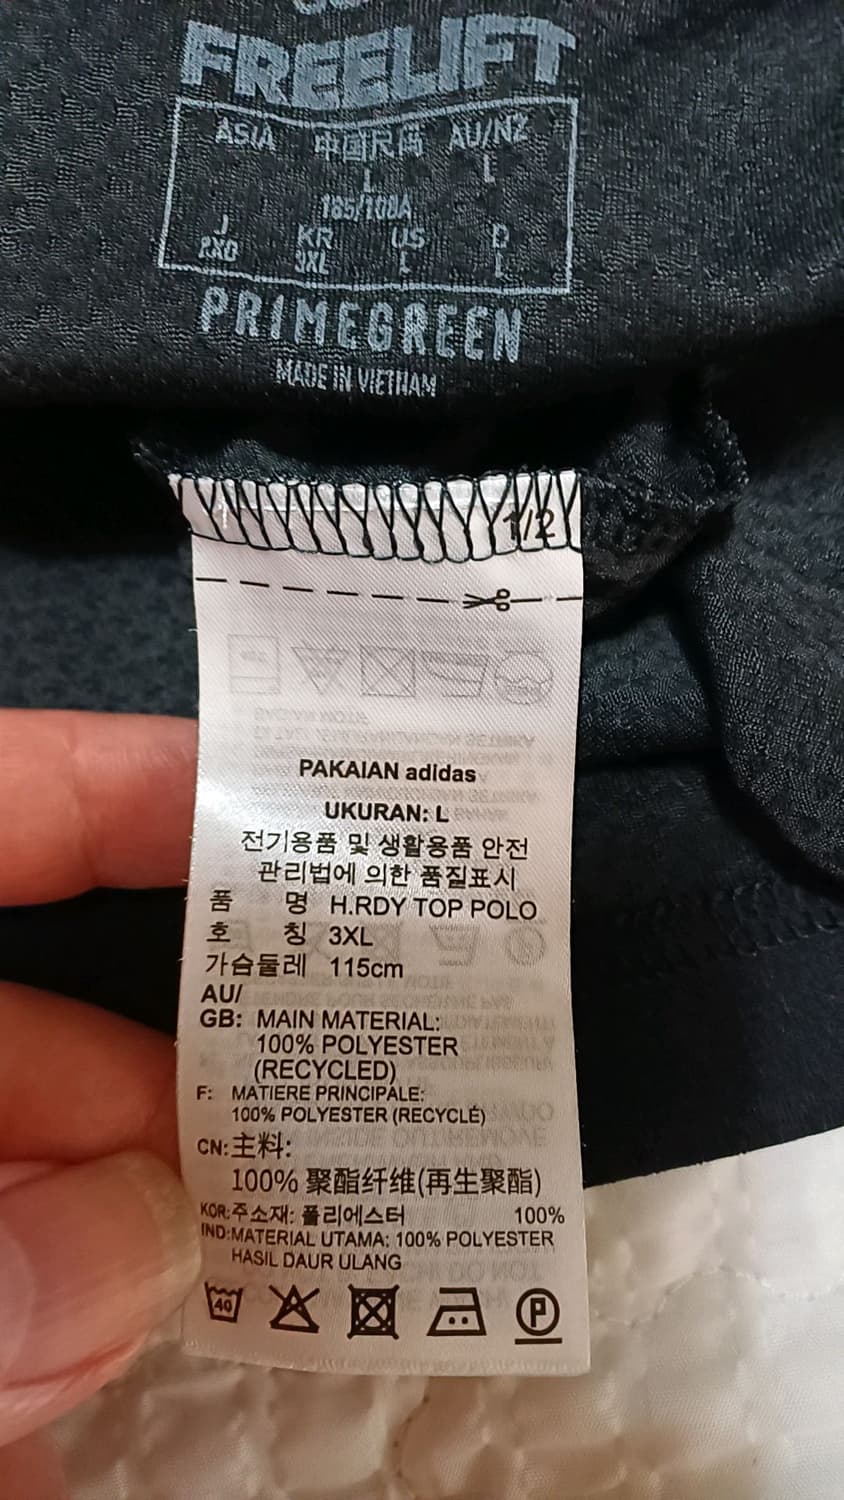 FREELIFT
ASIA 中国尺码 AU/NZ
L L
185/108A
J KR US D
2XO 3XL L L
PRIMEGREEN
MADE IN VIETNAM
1/2
PAKAIAN adidas
UKURAN: L
전기용품 및 생활용품 안전
관리법에 의한 품질표시
품 명 H.RDY TOP POLO
호 칭 3XL
가슴둘레 115cm
AU/
GB: MAIN MATERIAL:
100% POLYESTER
(RECYCLED)
F: MATIERE PRINCIPALE:
100% POLYESTER (RECYCLÉ)
CN:主料:
100% 聚酯纤维(再生聚酯)
KOR:주소재: 폴리에스터 100%
IND:MATERIAL UTAMA: 100% POLYESTER
HASIL DAUR ULANG
40 P